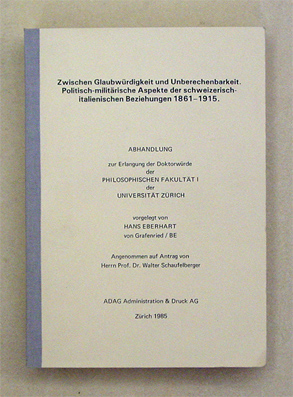 Zwischen Glaubwürdigkeit und Unberechenbarkeit.
Politisch-militärische Aspekte der schweizerisch-
italienischen Beziehungen 1861–1915.
ABHANDLUNG
zur Erlangung der Doktorwürde
der
PHILOSOPHISCHEN FAKULTÄT I
der
UNIVERSITÄT ZÜRICH
vorgelegt von
HANS EBERHART
von Grafenried / BE
Angenommen auf Antrag von
Herrn Prof. Dr. Walter Schaufelberger
ADAG Administration & Druck AG
Zürich 1985